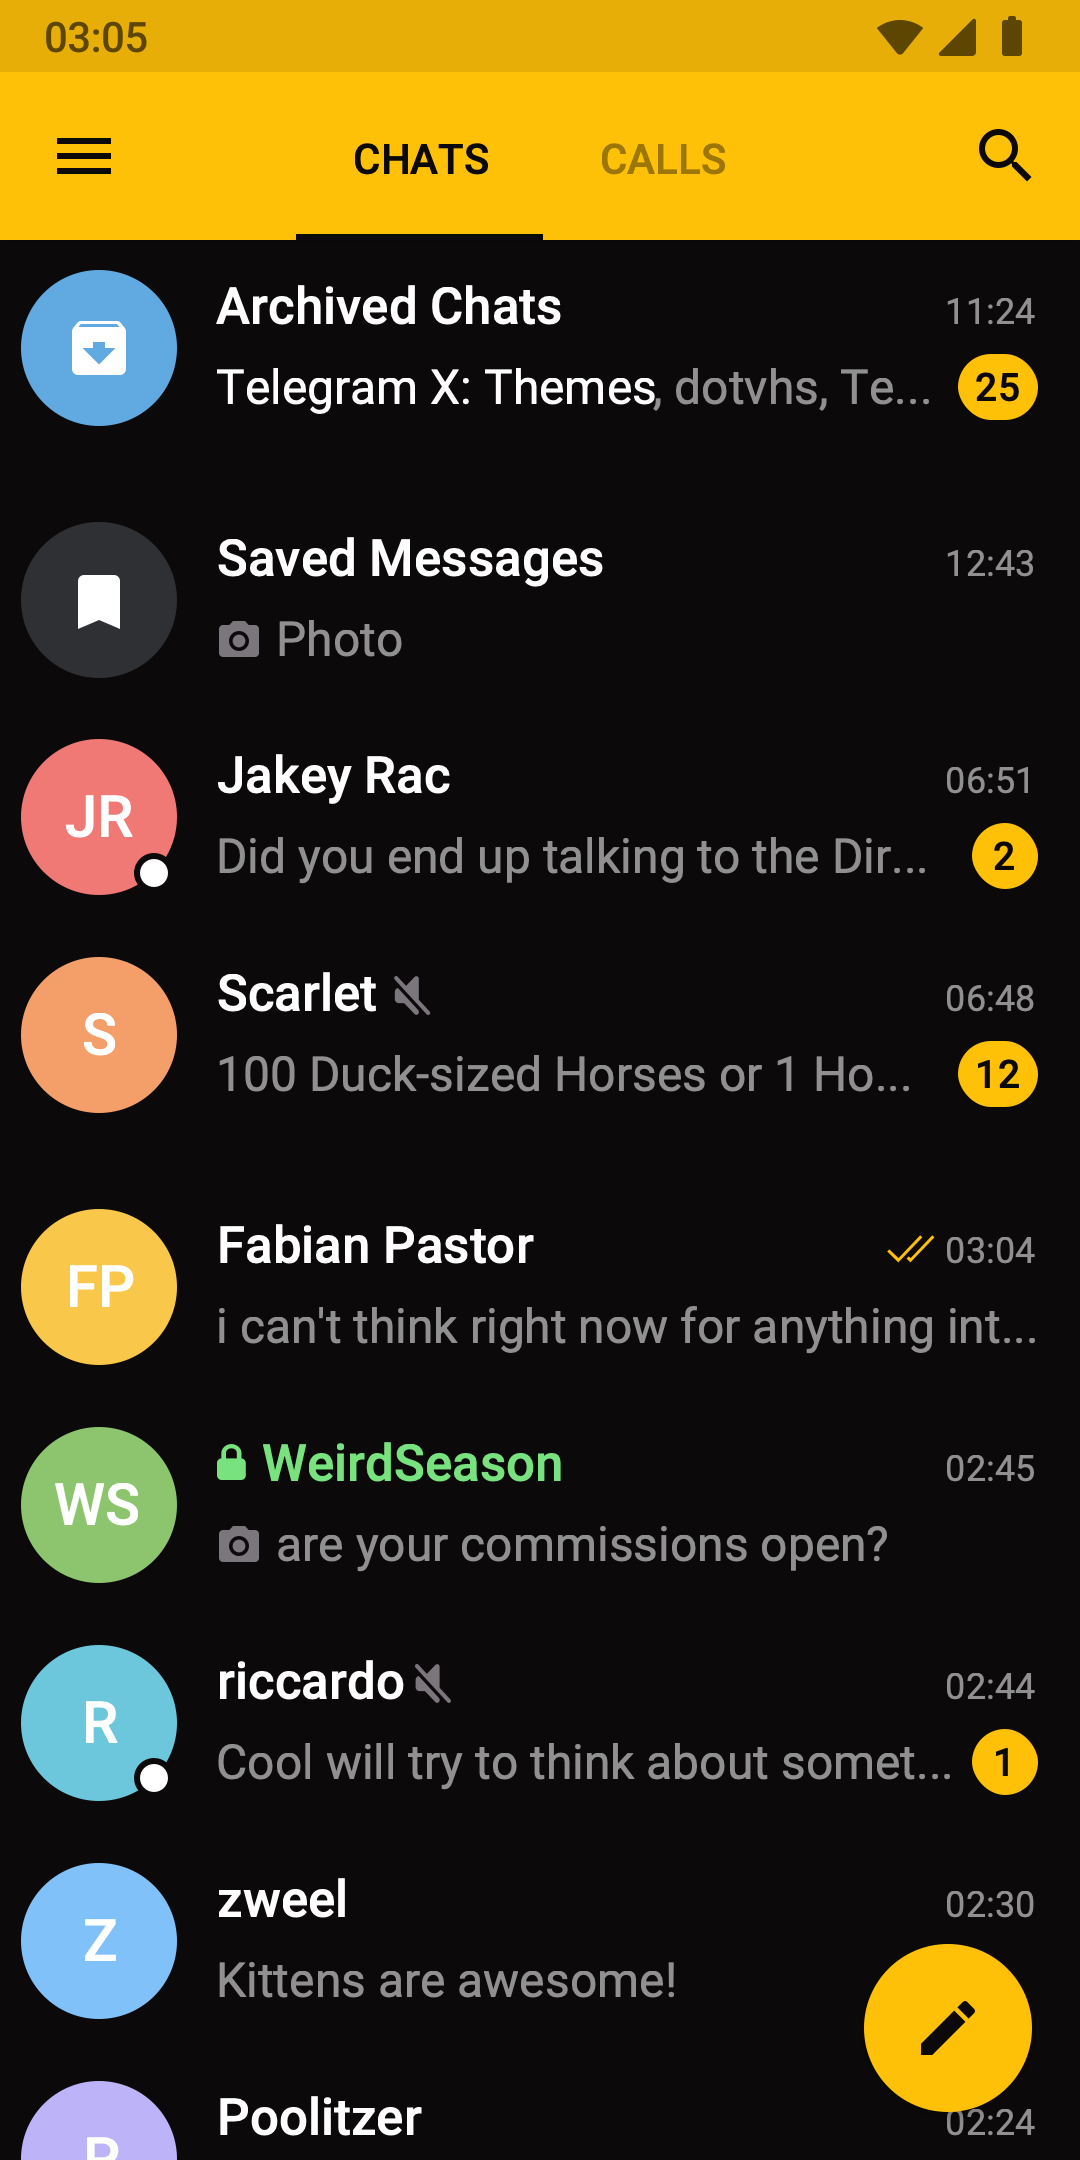 03:05
CHATS CALLS
Archived Chats 11:24
Telegram X: Themes, dotvhs, Te... 25
Saved Messages 12:43
Photo
JR Jakey Rac 06:51
Did you end up talking to the Dir... 2
S Scarlet 06:48
100 Duck-sized Horses or 1 Ho... 12
FP Fabian Pastor 03:04
i can't think right now for anything int...
WS WeirdSeason 02:45
are your commissions open?
R riccardo 02:44
Cool will try to think about somet... 1
Z zweel 02:30
Kittens are awesome!
P Poolitzer 02:24